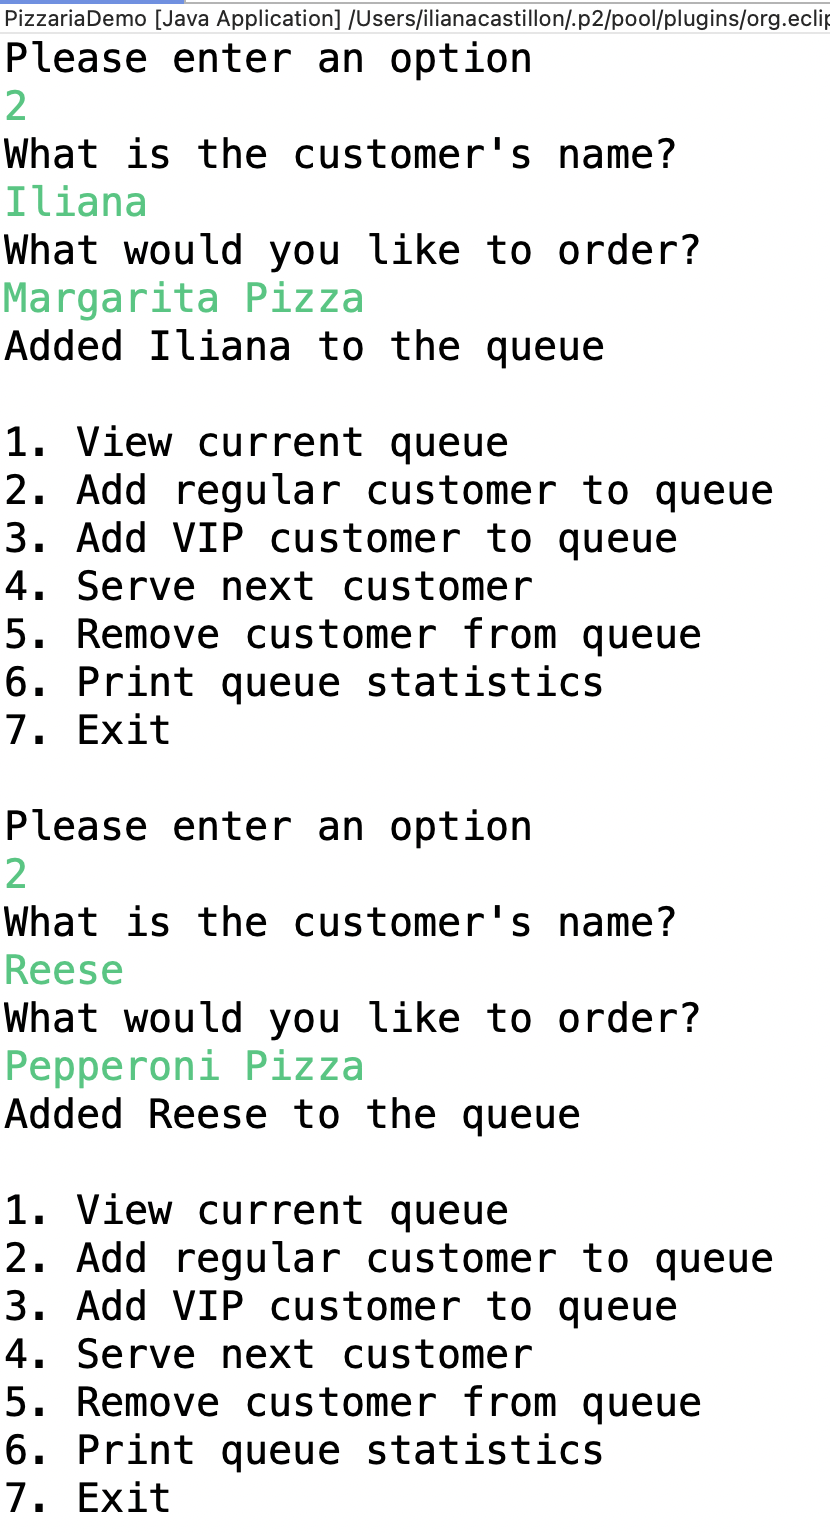 PizzariaDemo [Java Application] /Users/ilianacastillon/.p2/pool/plugins/org.eclip
Please enter an option
2
What is the customer's name?
Iliana
What would you like to order?
Margarita Pizza
Added Iliana to the queue
1. View current queue
2. Add regular customer to queue
3. Add VIP customer to queue
4. Serve next customer
5. Remove customer from queue
6. Print queue statistics
7. Exit
Please enter an option
2
What is the customer's name?
Reese
What would you like to order?
Pepperoni Pizza
Added Reese to the queue
1. View current queue
2. Add regular customer to queue
3. Add VIP customer to queue
4. Serve next customer
5. Remove customer from queue
6. Print queue statistics
7. Exit